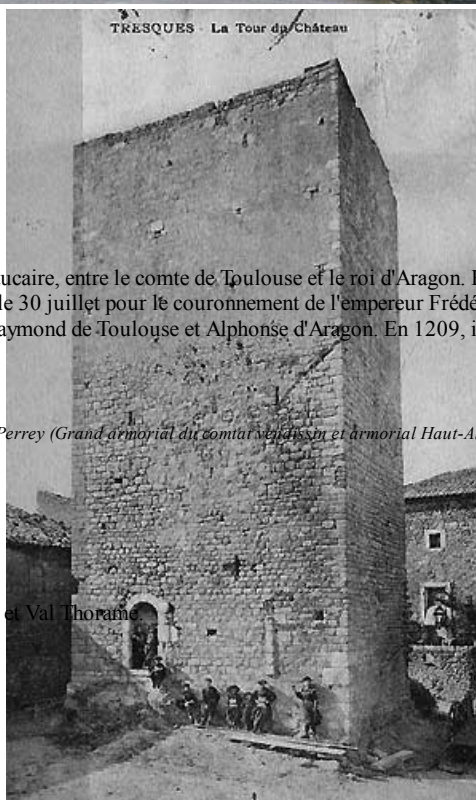 TRESQUES - La Tour du Château
ucaire, entre le comte de Toulouse et le roi d'Aragon.
le 30 juillet pour le couronnement de l'empereur Frédé
aymond de Toulouse et Alphonse d'Aragon. En 1209, i
Perrey (Grand armorial du comtat venaissin et armorial Haut-A
et Val Thorame.